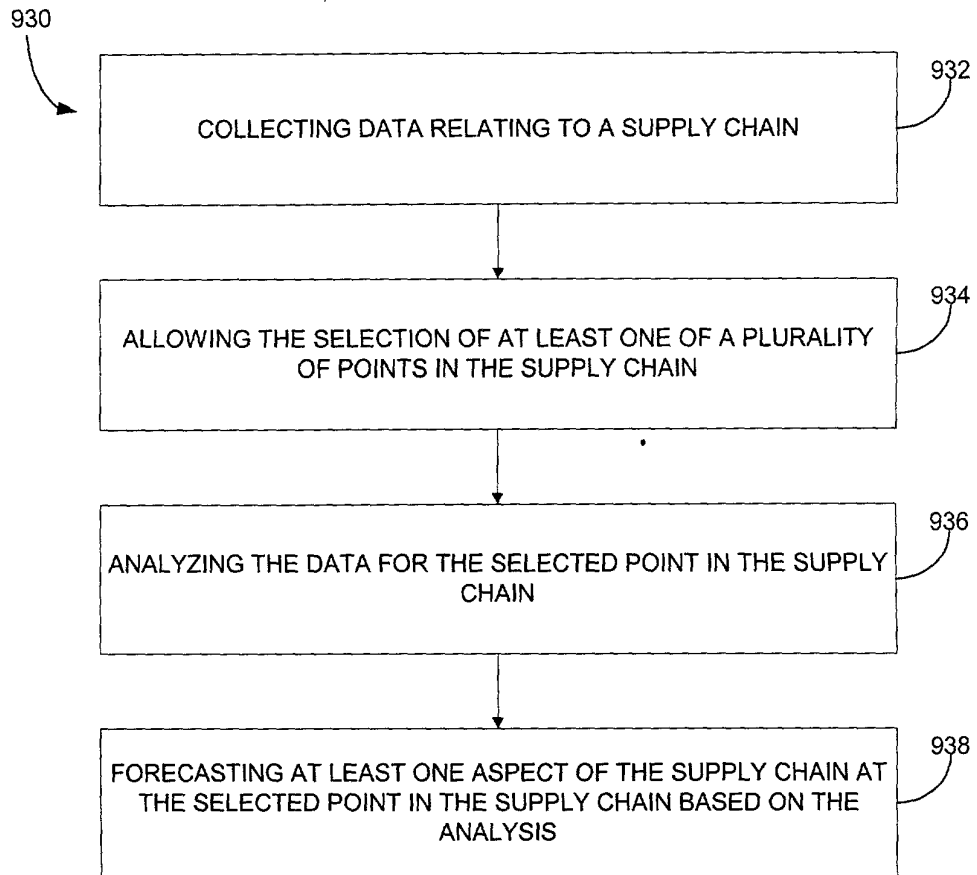 930
932
COLLECTING DATA RELATING TO A SUPPLY CHAIN
934
ALLOWING THE SELECTION OF AT LEAST ONE OF A PLURALITY
OF POINTS IN THE SUPPLY CHAIN
936
ANALYZING THE DATA FOR THE SELECTED POINT IN THE SUPPLY
CHAIN
938
FORECASTING AT LEAST ONE ASPECT OF THE SUPPLY CHAIN AT
THE SELECTED POINT IN THE SUPPLY CHAIN BASED ON THE
ANALYSIS